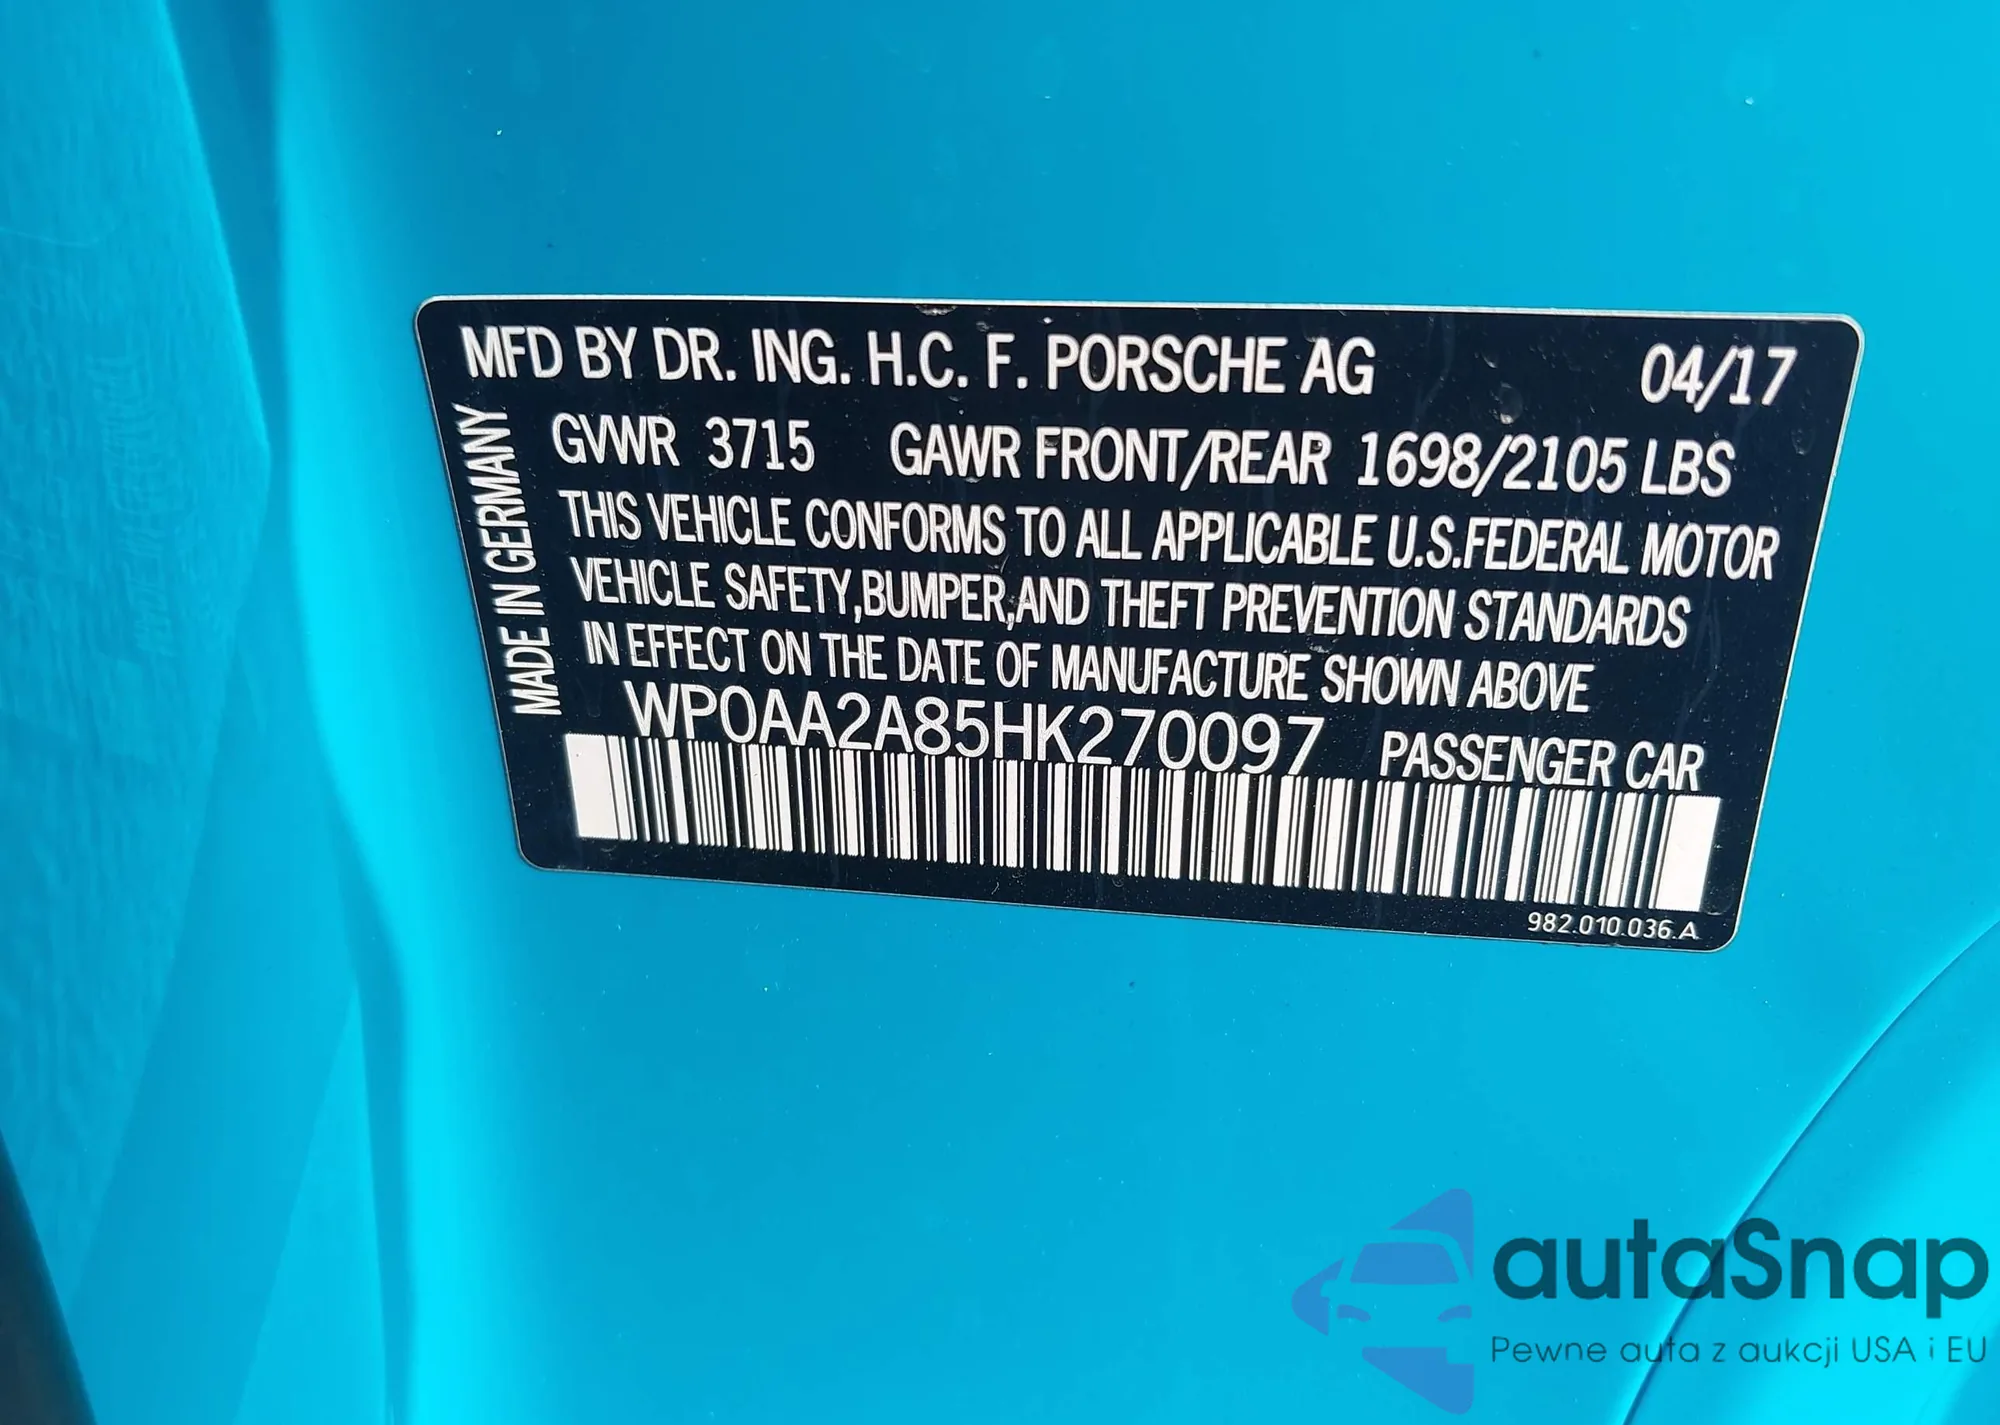 MFD BY DR. ING. H.C. F. PORSCHE AG 04/17
MADE IN GERMANY
GVWR 3715 GAWR FRONT/REAR 1698/2105 LBS
THIS VEHICLE CONFORMS TO ALL APPLICABLE U.S.FEDERAL MOTOR
VEHICLE SAFETY,BUMPER,AND THEFT PREVENTION STANDARDS
IN EFFECT ON THE DATE OF MANUFACTURE SHOWN ABOVE
WP0AA2A85HK270097 PASSENGER CAR
982.010.036.A
autaSnap
Pewne auta z aukcji USA i EU